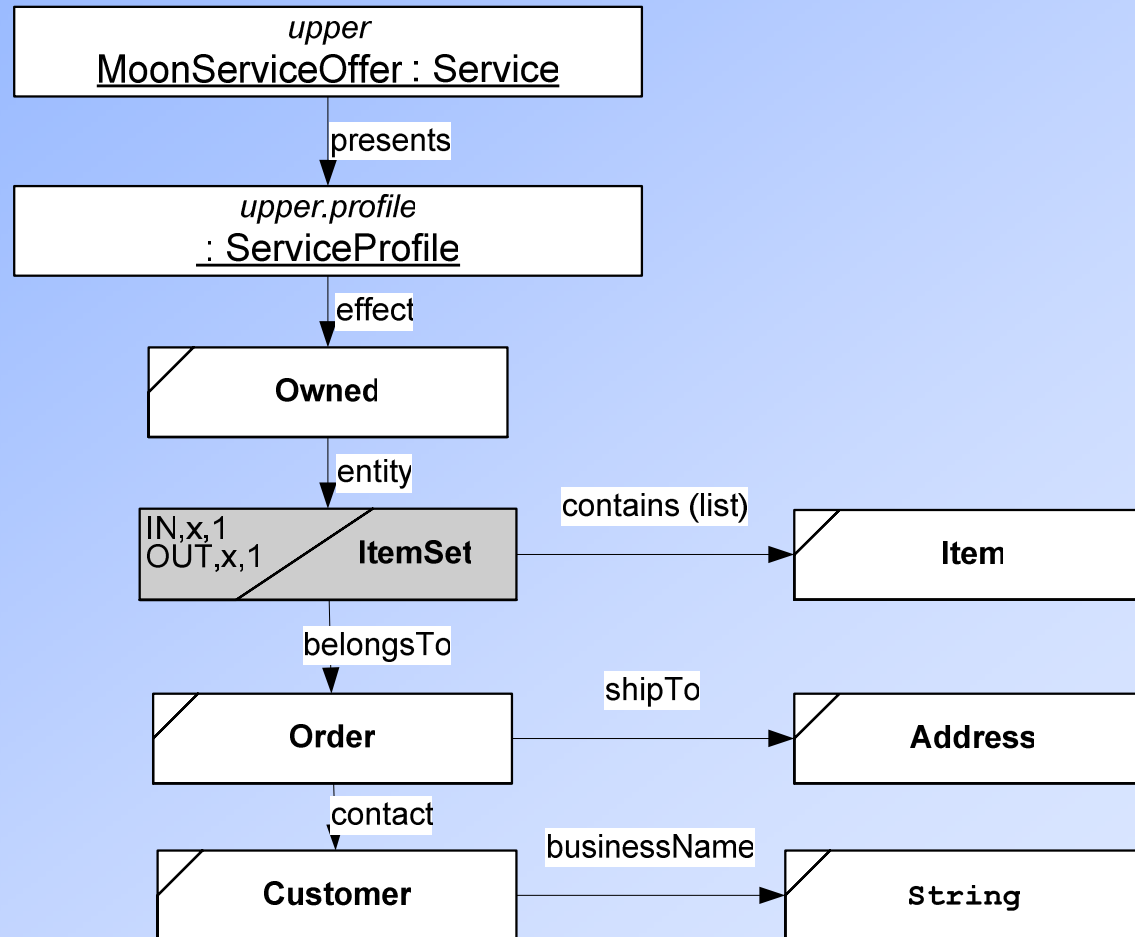 upper
MoonServiceOffer : Service
presents
upper.profile
: ServiceProfile
effect
Owned
entity
IN,x,1
OUT,x,1
ItemSet
contains (list)
Item
belongsTo
Order
shipTo
Address
contact
Customer
businessName
String